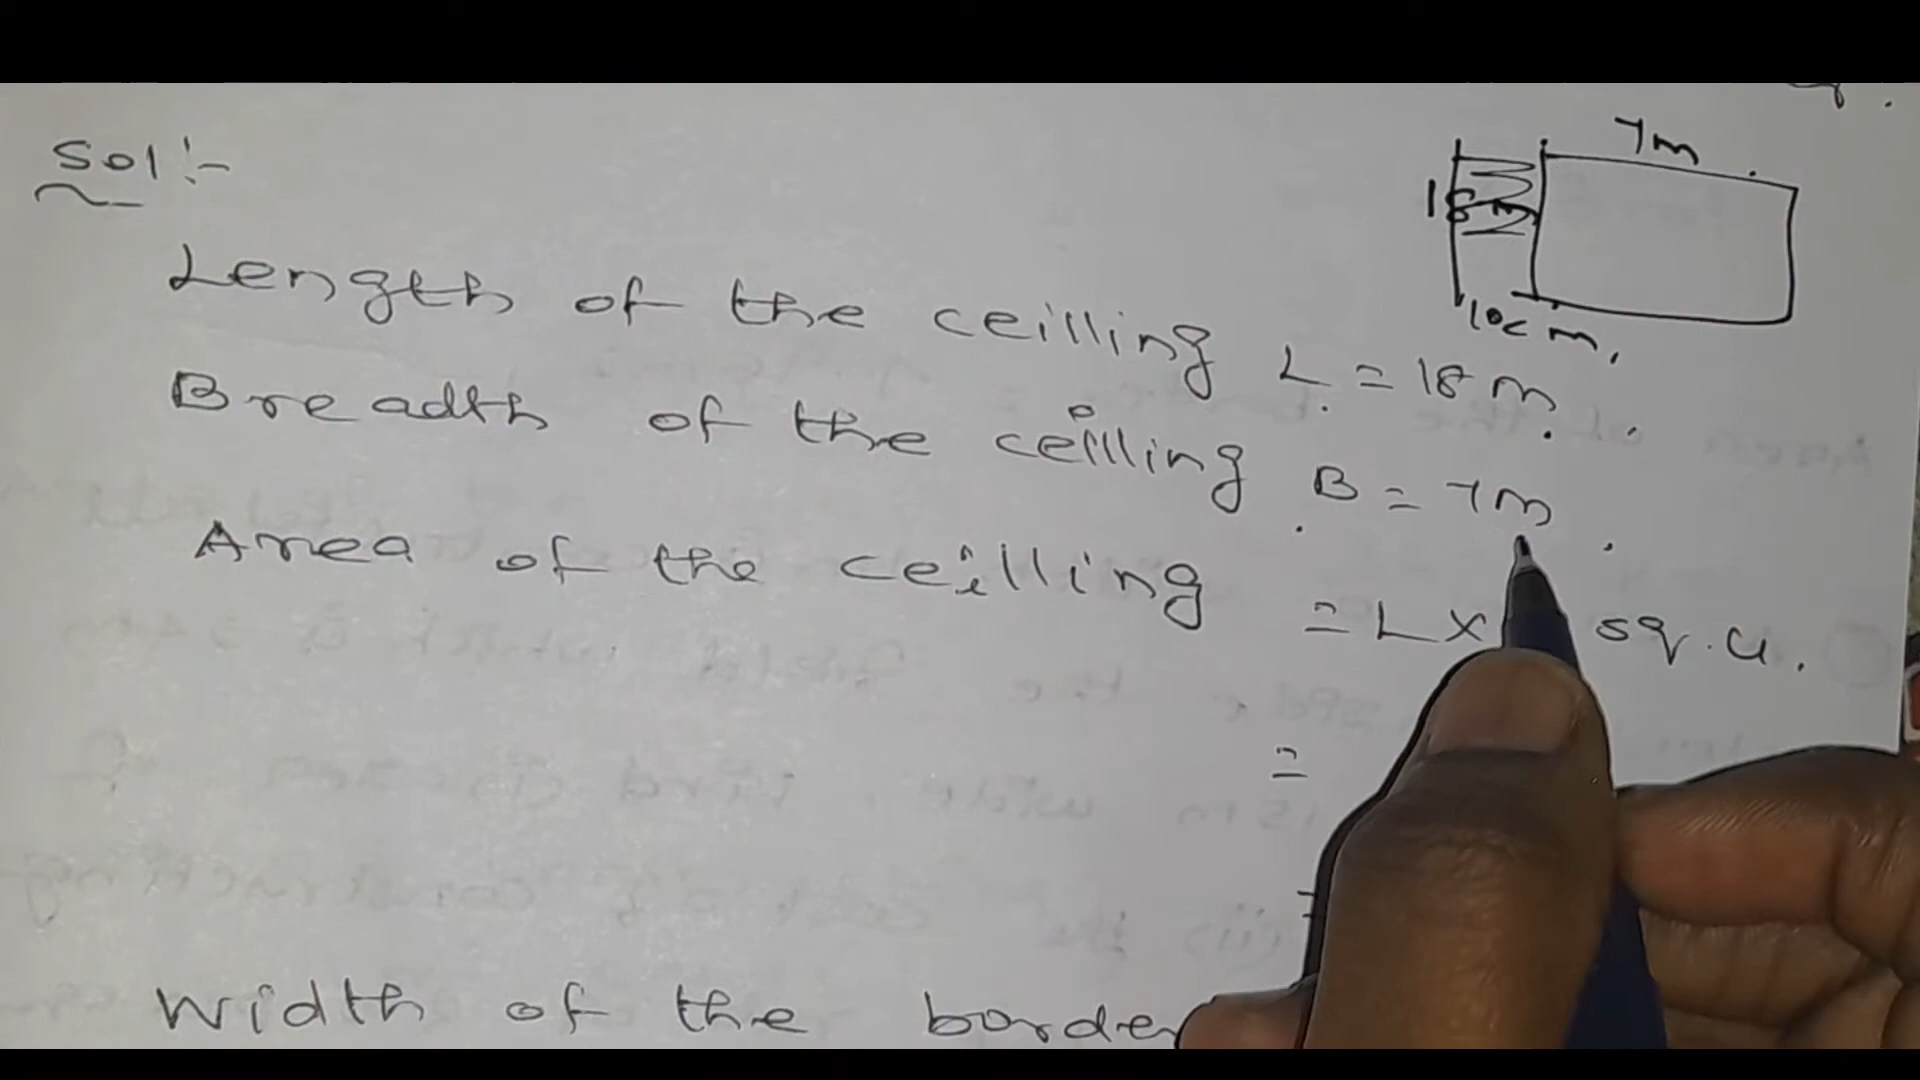 Sol:-
7m
18m
10cm.
Length of the ceilling L = 18m.
Breadth of the ceilling B = 7m.
Area of the ceilling
= L x sq.u.
=
Width of the border